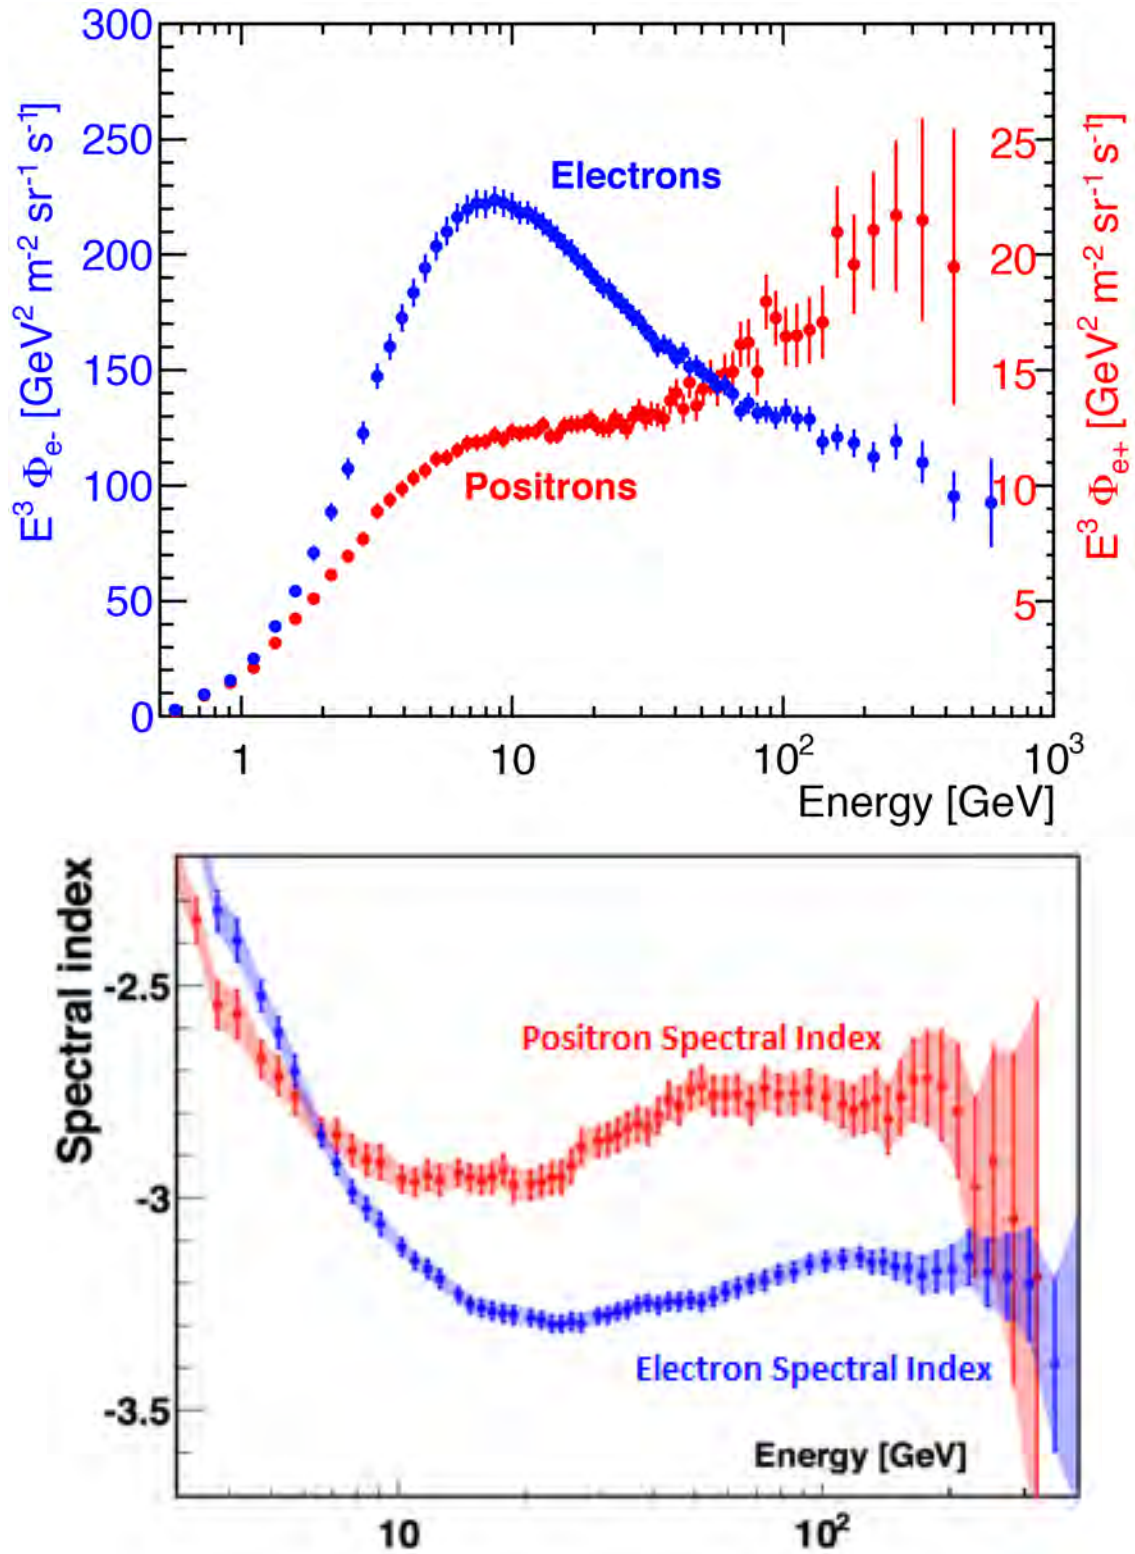 300
250
200
150
100
50
0
E³ Φe- [GeV² m⁻² sr⁻¹ s⁻¹]
Electrons
Positrons
25
20
15
10
5
E³ Φe+ [GeV² m⁻² sr⁻¹ s⁻¹]
1 10 10² 10³
Energy [GeV]
Spectral index
-2.5
-3
-3.5
Positron Spectral Index
Electron Spectral Index
Energy [GeV]
10 10²